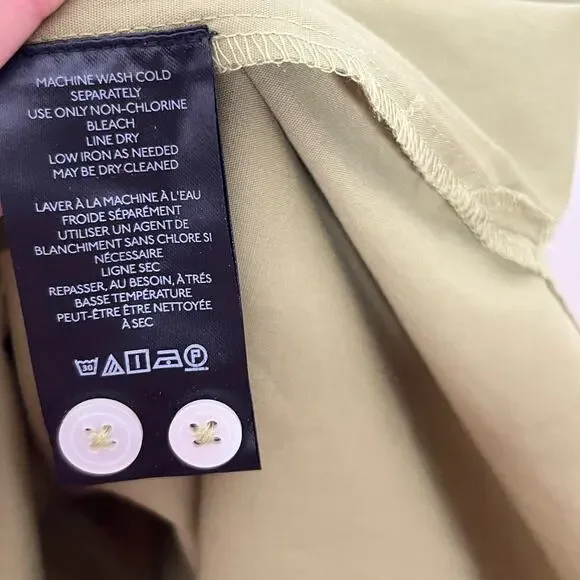 MACHINE WASH COLD
SEPARATELY
USE ONLY NON-CHLORINE
BLEACH
LINE DRY
LOW IRON AS NEEDED
MAY BE DRY CLEANED
LAVER À LA MACHINE À L'EAU
FROIDE SÉPARÉMENT
UTILISER UN AGENT DE
BLANCHIMENT SANS CHLORE SI
NÉCESSAIRE
LIGNE SEC
REPASSER, AU BESOIN, À TRÉS
BASSE TEMPÉRATURE
PEUT-ÊTRE ÊTRE NETTOYÉE
À SEC
30 P